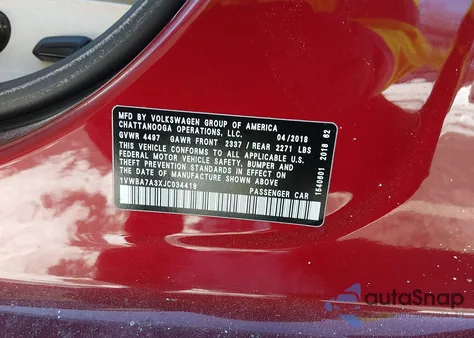 MFD BY VOLKSWAGEN GROUP OF AMERICA
CHATTANOOGA OPERATIONS, LLC. 04/2018
GVWR 4497 GAWR FRONT 2337 / REAR 2271 LBS
THIS VEHICLE CONFORMS TO ALL APPLICABLE U.S.
FEDERAL MOTOR VEHICLE SAFETY, BUMPER AND
THEFT PREVENTION STANDARDS IN EFFECT ON
THE DATE OF MANUFACTURE SHOWN ABOVE
1VWBA7A3XJC034418 PASSENGER CAR
1540601 2018 62
autoSnap